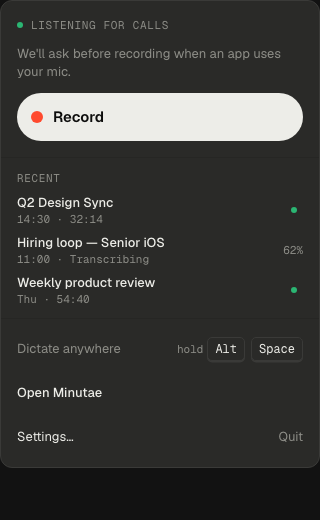 LISTENING FOR CALLS
We'll ask before recording when an app uses
your mic.
Record
RECENT
Q2 Design Sync
14:30 · 32:14
Hiring loop — Senior iOS
11:00 · Transcribing
62%
Weekly product review
Thu · 54:40
Dictate anywhere hold Alt Space
Open Minutae
Settings… Quit